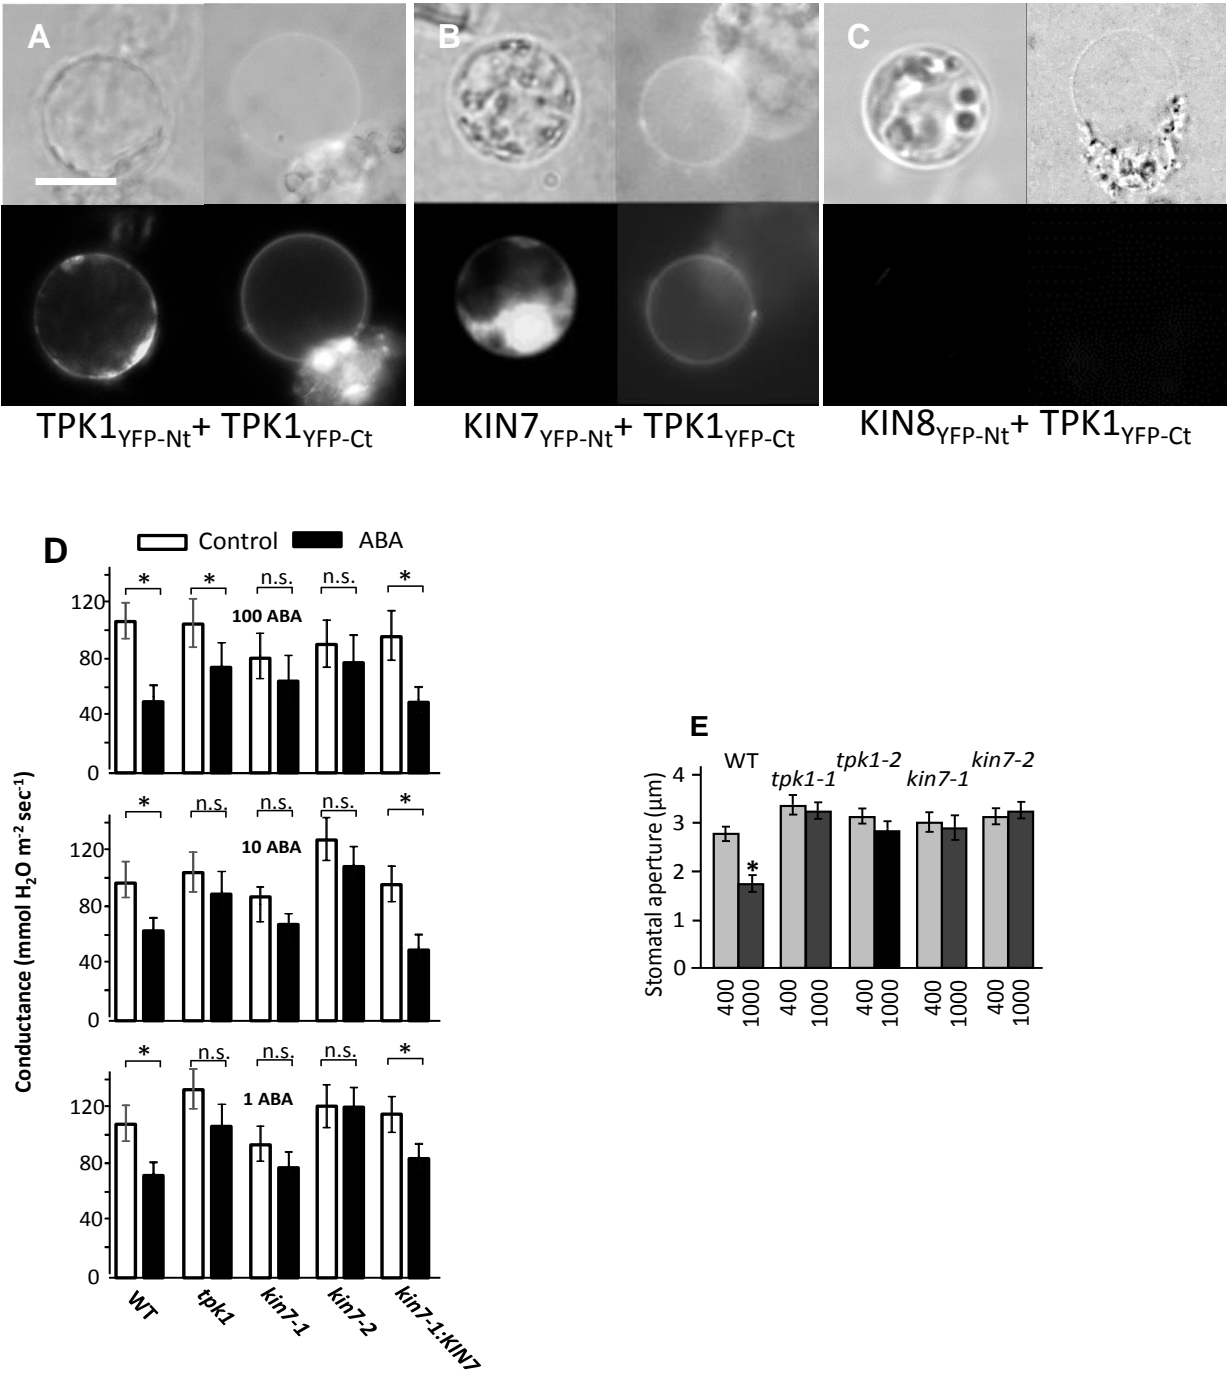 A B C
TPK1YFP-Nt+ TPK1YFP-Ct
KIN7YFP-Nt+ TPK1YFP-Ct
KIN8YFP-Nt+ TPK1YFP-Ct
D
Control ABA
Conductance (mmol H2O m-2 sec-1)
* * n.s. n.s. *
100 ABA
120
80
40
0
* n.s. n.s. n.s. *
10 ABA
120
80
40
0
* n.s. n.s. n.s. *
1 ABA
120
80
40
0
WT tpk1 kin7-1 kin7-2 kin7-1:KIN7
E
WT tpk1-1 tpk1-2 kin7-1 kin7-2
Stomatal aperture (µm)
4
3
2
1
0
*
400 1000 400 1000 400 1000 400 1000 400 1000